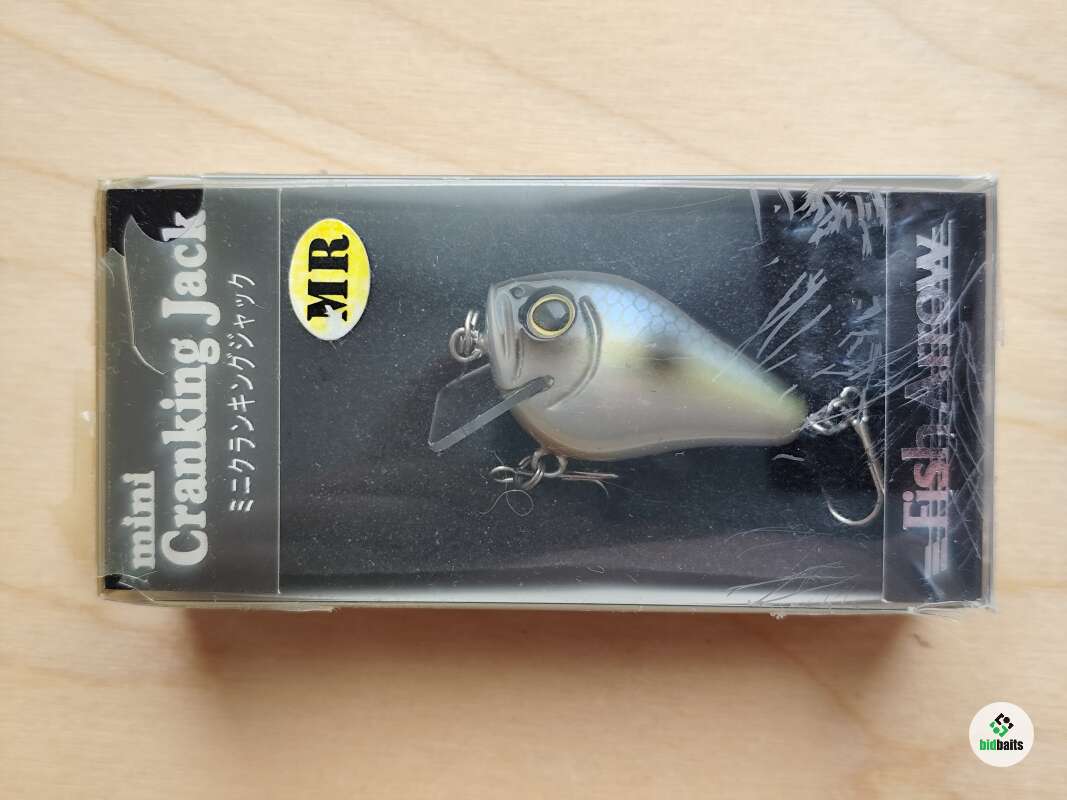 mini
Cranking Jack
ミニクランキングジャック
MR
Fish Arrow
bidbaits